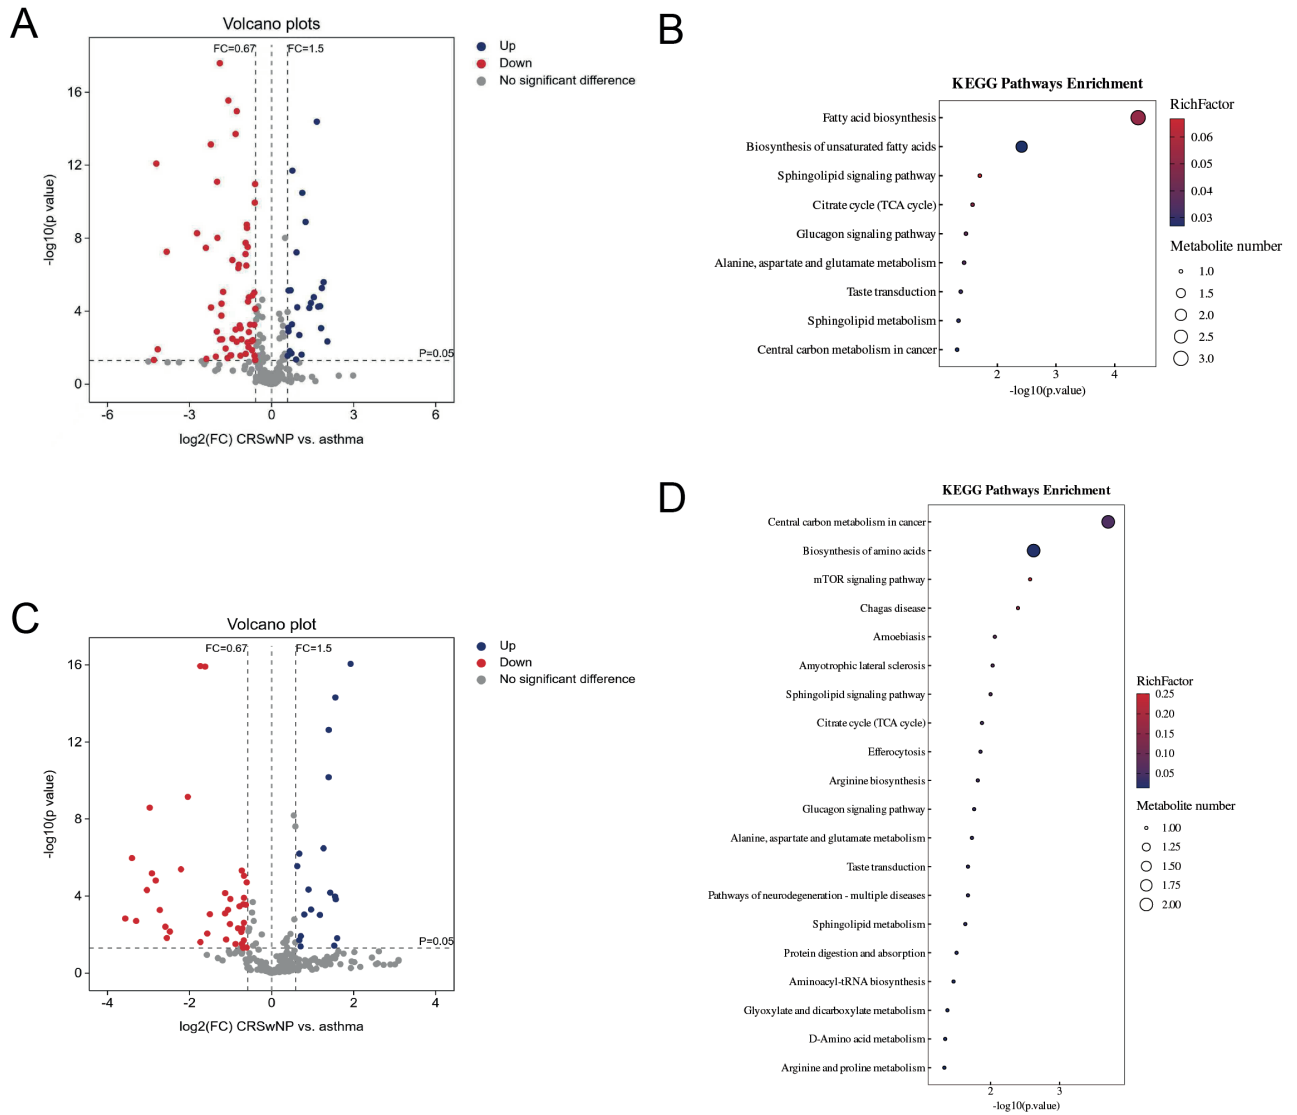 A
Volcano plots
FC=0.67
FC=1.5
Up
Down
No significant difference
16
12
8
4
0
-log10(p value)
P=0.05
-6
-3
0
3
6
log2(FC) CRSwNP vs. asthma
B
KEGG Pathways Enrichment
Fatty acid biosynthesis
Biosynthesis of unsaturated fatty acids
Sphingolipid signaling pathway
Citrate cycle (TCA cycle)
Glucagon signaling pathway
Alanine, aspartate and glutamate metabolism
Taste transduction
Sphingolipid metabolism
Central carbon metabolism in cancer
2
3
4
-log10(p.value)
RichFactor
0.06
0.05
0.04
0.03
Metabolite number
1.0
1.5
2.0
2.5
3.0
C
Volcano plot
FC=0.67
FC=1.5
Up
Down
No significant difference
16
12
8
4
0
-log10(p value)
P=0.05
-4
-2
0
2
4
log2(FC) CRSwNP vs. asthma
D
KEGG Pathways Enrichment
Central carbon metabolism in cancer
Biosynthesis of amino acids
mTOR signaling pathway
Chagas disease
Amoebiasis
Amyotrophic lateral sclerosis
Sphingolipid signaling pathway
Citrate cycle (TCA cycle)
Efferocytosis
Arginine biosynthesis
Glucagon signaling pathway
Alanine, aspartate and glutamate metabolism
Taste transduction
Pathways of neurodegeneration - multiple diseases
Sphingolipid metabolism
Protein digestion and absorption
Aminoacyl-tRNA biosynthesis
Glyoxylate and dicarboxylate metabolism
D-Amino acid metabolism
Arginine and proline metabolism
2
3
-log10(p.value)
RichFactor
0.25
0.20
0.15
0.10
0.05
Metabolite number
1.00
1.25
1.50
1.75
2.00